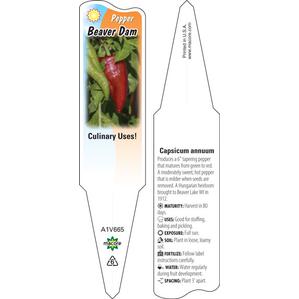 Pepper
Beaver Dam
Culinary Uses!
A1V665
macore
Printed in U.S.A.
www.macore.com
Capsicum annuum
Produces a 6" tapering pepper
that matures from green to red.
A moderately sweet, hot pepper
that is milder when seeds are
removed. A Hungarian heirloom
brought to Beaver Lake WI in
1912.
MATURITY: Harvest in 80
days.
USES: Good for stuffing,
baking and pickling.
EXPOSURE: Full sun.
SOIL: Plant in loose, loamy
soil.
FERTILIZE: Follow label
instructions carefully.
WATER: Water regularly
during fruit development.
SPACING: Plant 3' apart.